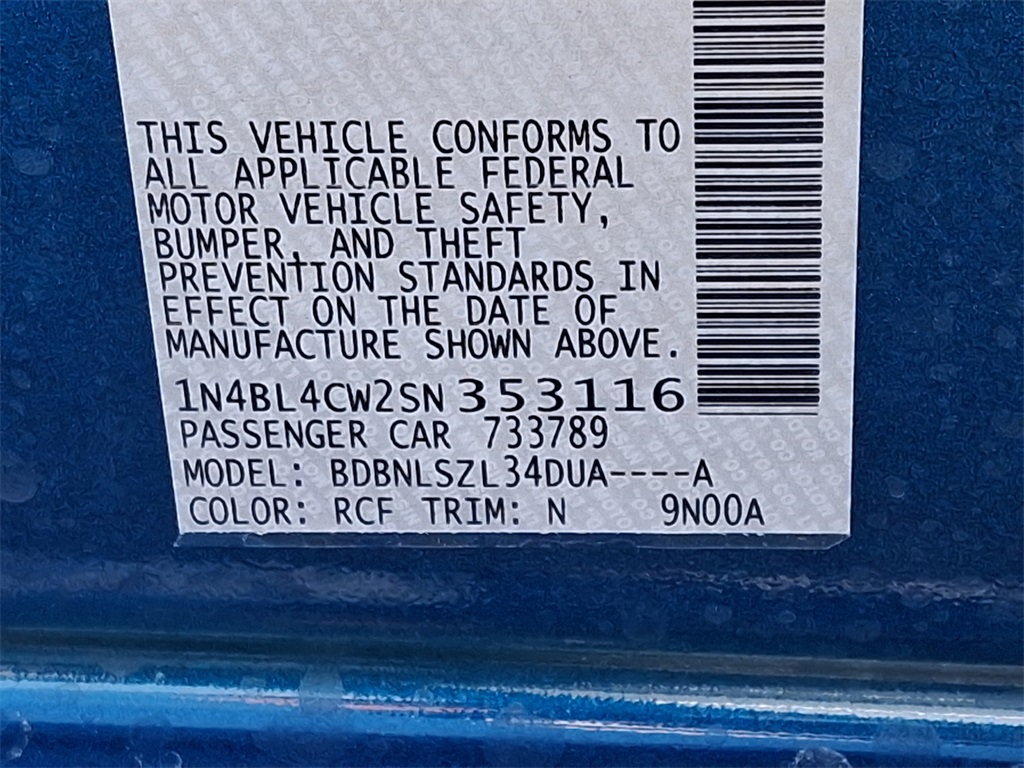 THIS VEHICLE CONFORMS TO
ALL APPLICABLE FEDERAL
MOTOR VEHICLE SAFETY,
BUMPER, AND THEFT
PREVENTION STANDARDS IN
EFFECT ON THE DATE OF
MANUFACTURE SHOWN ABOVE.
1N4BL4CW2SN353116
PASSENGER CAR 733789
MODEL: BDBNLSZL34DUA----A
COLOR: RCF TRIM: N 9N00A